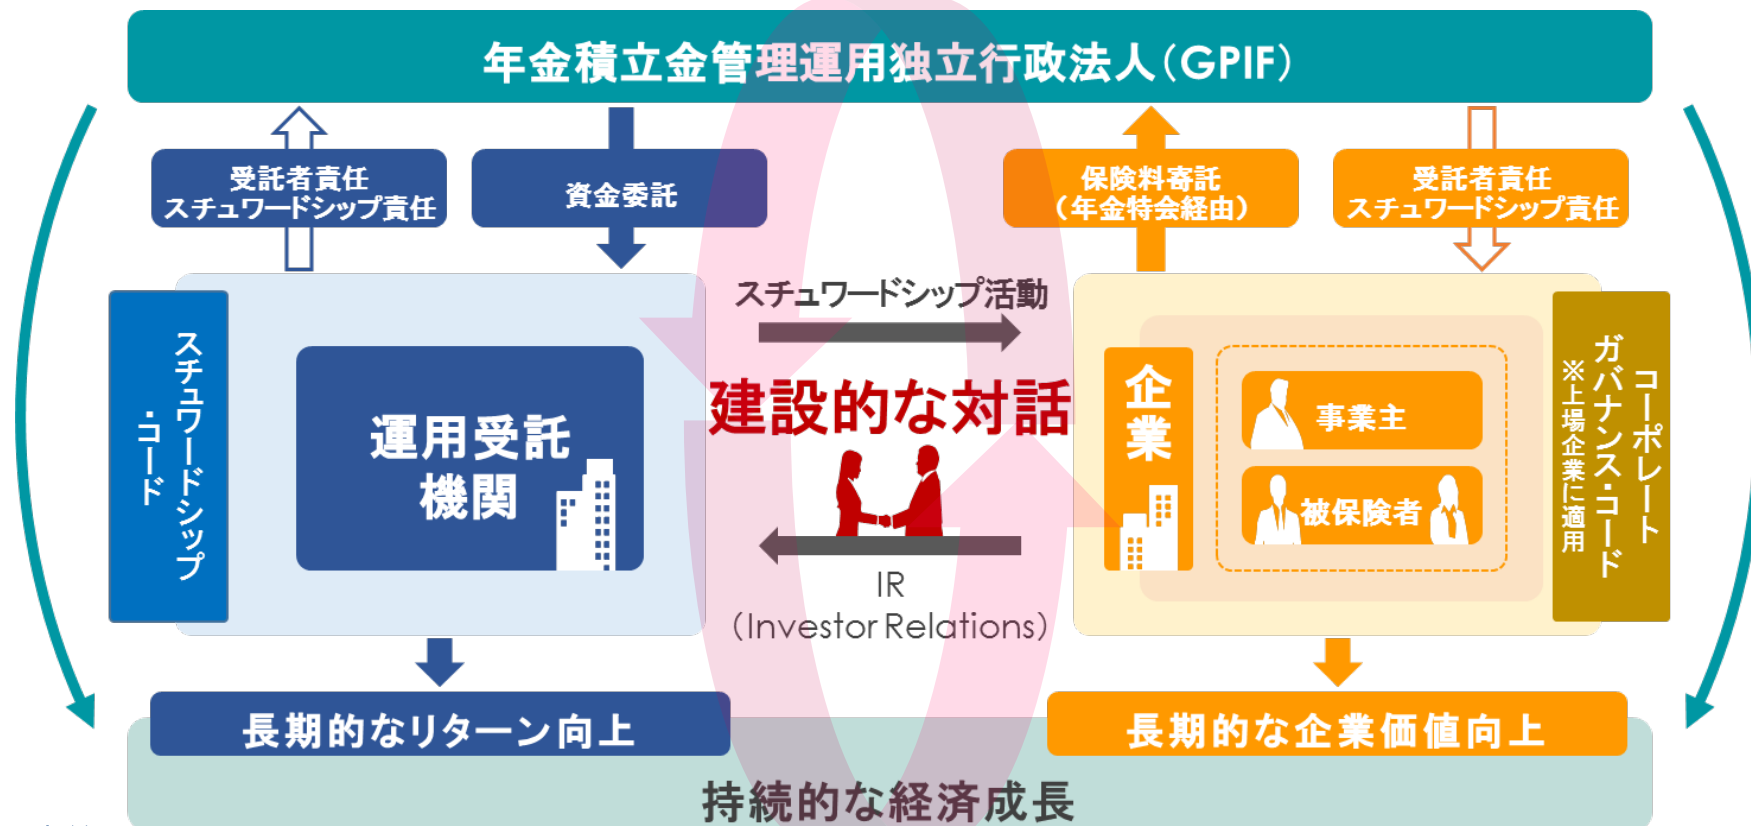 年金積立金管理運用独立行政法人（GPIF）
受託者責任
スチュワードシップ責任
資金委託
保険料寄託
（年金特会経由）
受託者責任
スチュワードシップ責任
スチュワードシップ
・コード
運用受託
機関
スチュワードシップ活動
建設的な対話
IR
（Investor Relations）
企業
事業主
被保険者
コーポレート
ガバナンス・コード
※上場企業に適用
長期的なリターン向上
長期的な企業価値向上
持続的な経済成長